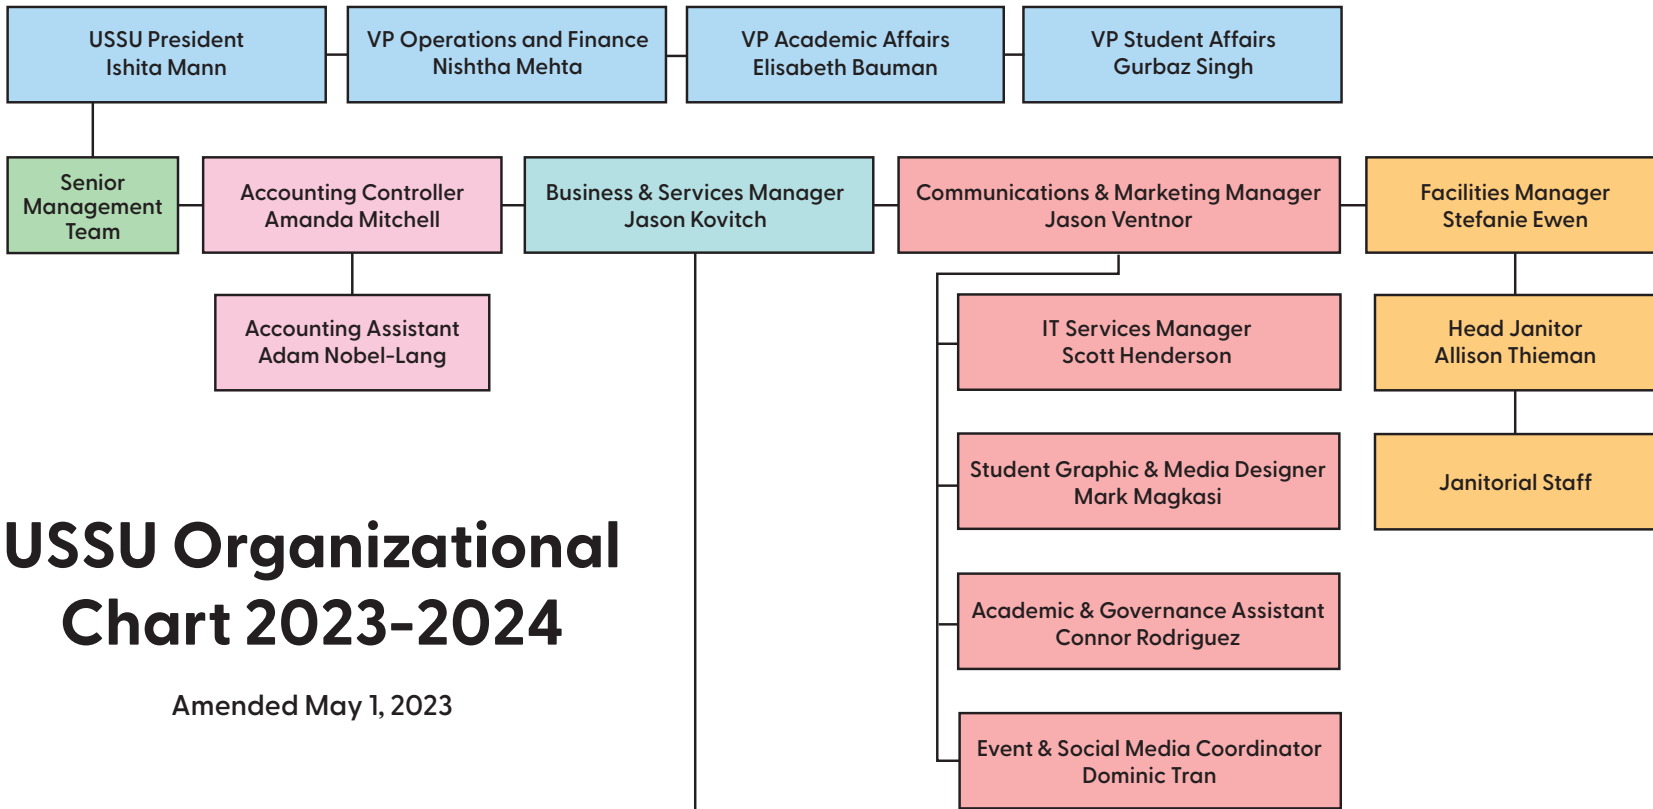 USSU President
Ishita Mann
VP Operations and Finance
Nishtha Mehta
VP Academic Affairs
Elisabeth Bauman
VP Student Affairs
Gurbaz Singh
Senior
Management
Team
Accounting Controller
Amanda Mitchell
Business & Services Manager
Jason Kovitch
Communications & Marketing Manager
Jason Ventnor
Facilities Manager
Stefanie Ewen
Accounting Assistant
Adam Nobel-Lang
IT Services Manager
Scott Henderson
Head Janitor
Allison Thieman
Student Graphic & Media Designer
Mark Magkasi
Janitorial Staff
USSU Organizational
Chart 2023-2024
Amended May 1, 2023
Academic & Governance Assistant
Connor Rodriguez
Event & Social Media Coordinator
Dominic Tran